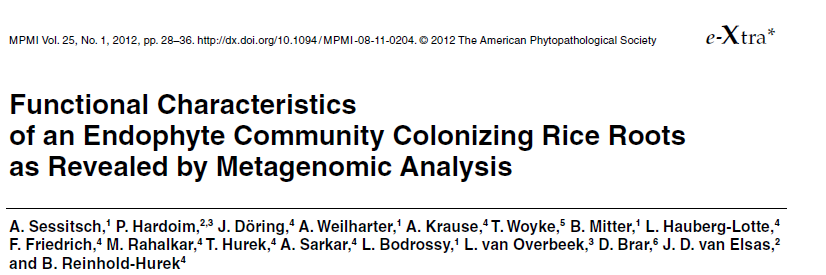 MPMI Vol. 25, No. 1, 2012, pp. 28–36. http://dx.doi.org/10.1094/MPMI-08-11-0204. © 2012 The American Phytopathological Society e-Xtra*
Functional Characteristics
of an Endophyte Community Colonizing Rice Roots
as Revealed by Metagenomic Analysis
A. Sessitsch,¹ P. Hardoim,²,³ J. Döring,⁴ A. Weilharter,¹ A. Krause,⁴ T. Woyke,⁵ B. Mitter,¹ L. Hauberg-Lotte,⁴
F. Friedrich,⁴ M. Rahalkar,⁴ T. Hurek,⁴ A. Sarkar,⁴ L. Bodrossy,¹ L. van Overbeek,³ D. Brar,⁶ J. D. van Elsas,²
and B. Reinhold-Hurek⁴